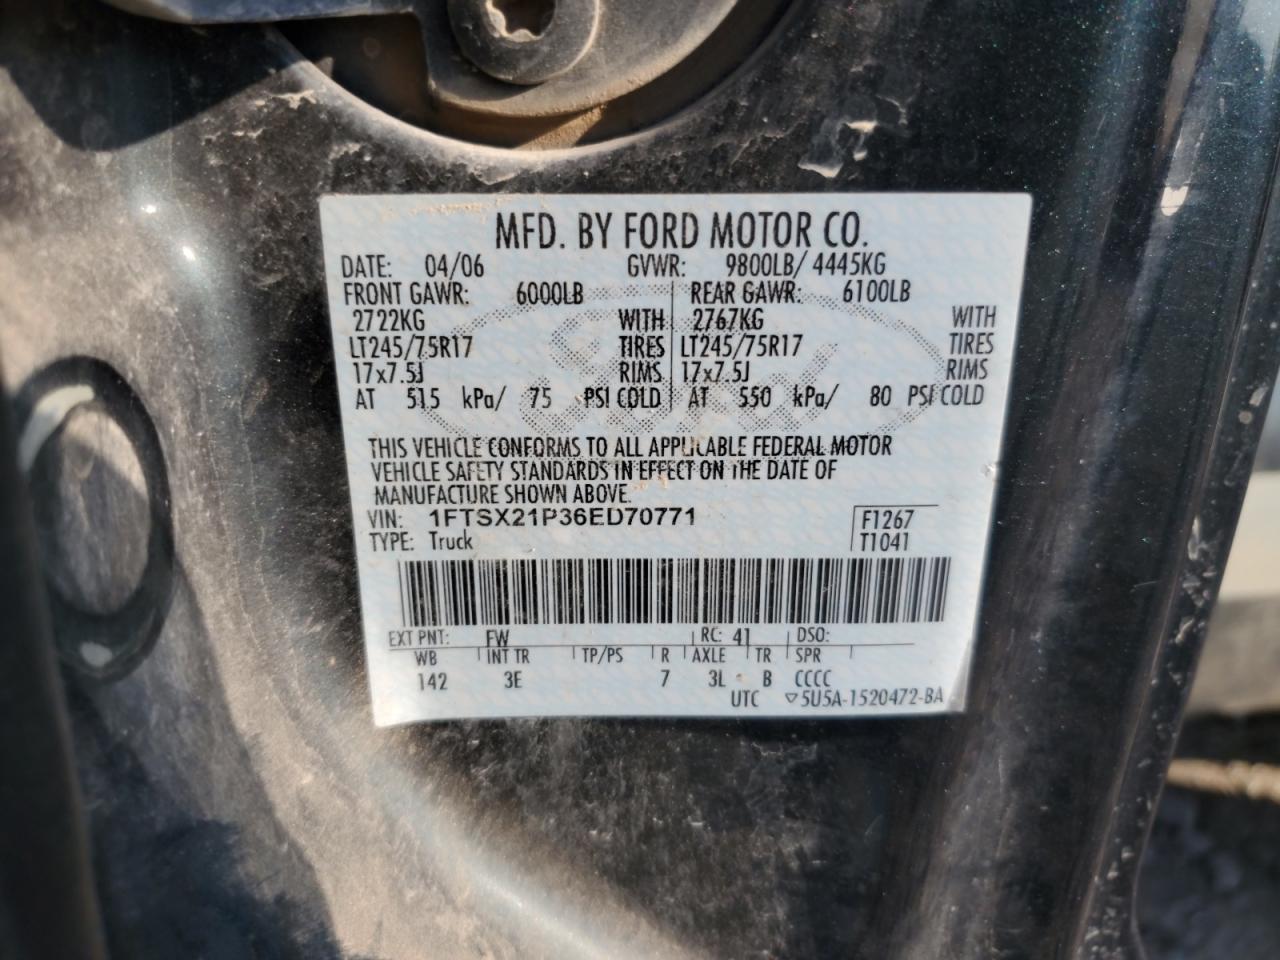 MFD. BY FORD MOTOR CO.
DATE: 04/06 GVWR: 9800LB/ 4445KG
FRONT GAWR: 6000LB REAR GAWR: 6100LB
2722KG WITH 2767KG WITH
LT245/75R17 TIRES LT245/75R17 TIRES
17x7.5J RIMS 17x7.5J RIMS
AT 515 kPa/ 75 PSI COLD AT 550 kPa/ 80 PSI COLD
THIS VEHICLE CONFORMS TO ALL APPLICABLE FEDERAL MOTOR
VEHICLE SAFETY STANDARDS IN EFFECT ON THE DATE OF
MANUFACTURE SHOWN ABOVE.
VIN: 1FTSX21P36ED70771 F1267
TYPE: Truck T1041
EXT PNT: FW RC: 41 DSO:
WB INT TR TP/PS R AXLE TR SPR
142 3E 7 3L B CCCC
UTC ▽5U5A-1520472-BA